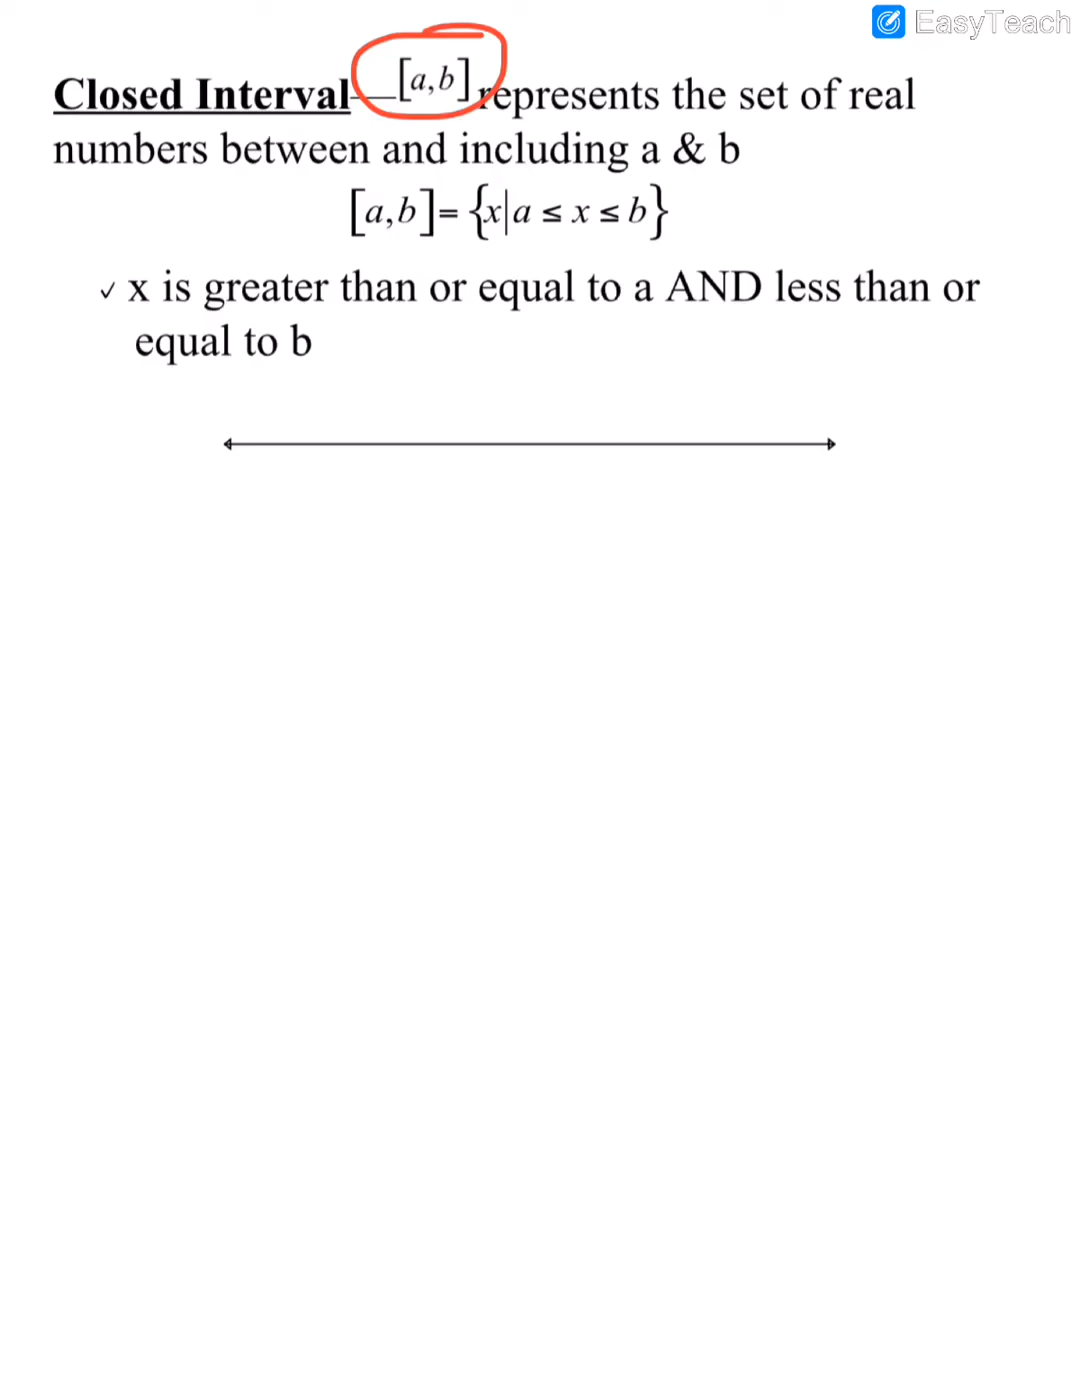 EasyTeach
Closed Interval [a,b] represents the set of real
numbers between and including a & b
[a,b]= {x|a ≤ x ≤ b}
✓ x is greater than or equal to a AND less than or
equal to b